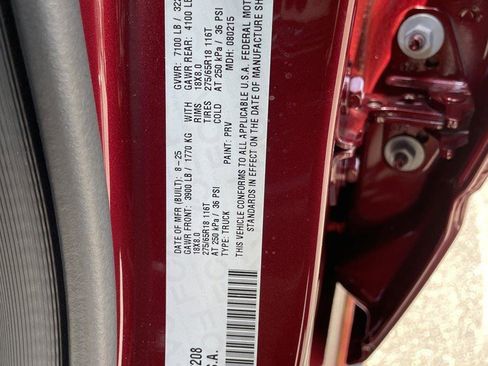 DATE OF MFR (BUILT): 8-25 GVWR: 7100 LB / 322
GAWR FRONT: 3900 LB / 1770 KG WITH GAWR REAR: 4100 LB
18X8.0 RIMS 18X8.0
275/65R18 116T TIRES 275/65R18 116T
AT 250 kPa / 36 PSI COLD AT 250 kPa / 36 PSI
TYPE: TRUCK PAINT: PRV MDH: 080215
THIS VEHICLE CONFORMS TO ALL APPLICABLE U.S.A. FEDERAL MOT
STANDARDS IN EFFECT ON THE DATE OF MANUFACTURE SH
208
S.A.